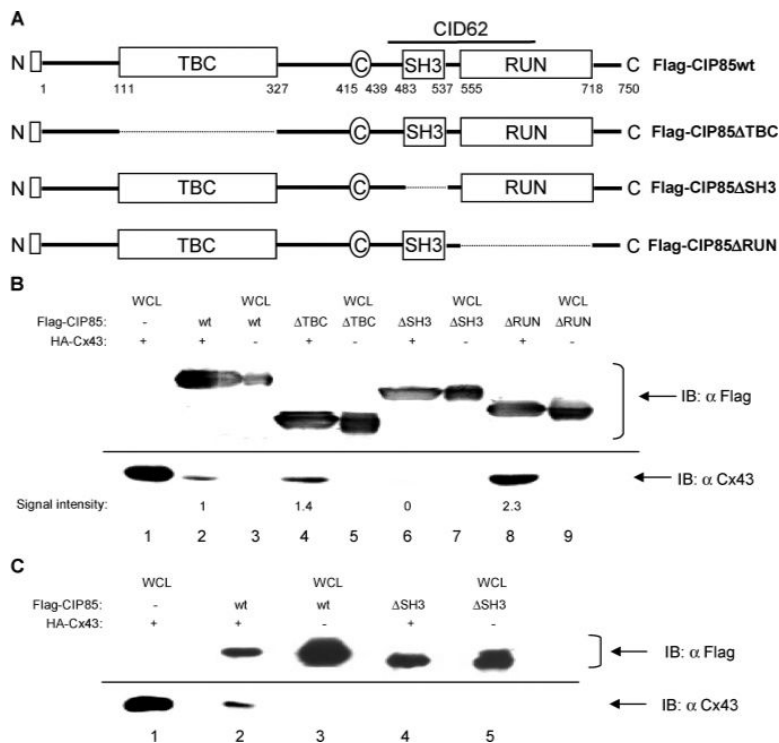 A
CID62
N TBC C SH3 RUN C Flag-CIP85wt
1 111 327 415 439 483 537 555 718 750
N C SH3 RUN C Flag-CIP85ΔTBC
N TBC C RUN C Flag-CIP85ΔSH3
N TBC C SH3 C Flag-CIP85ΔRUN
B
WCL WCL WCL WCL WCL
Flag-CIP85: - wt wt ΔTBC ΔTBC ΔSH3 ΔSH3 ΔRUN ΔRUN
HA-Cx43: + + - + - + - + -
IB: α Flag
IB: α Cx43
Signal intensity: 1 1.4 0 2.3
1 2 3 4 5 6 7 8 9
C
WCL WCL WCL
Flag-CIP85: - wt wt ΔSH3 ΔSH3
HA-Cx43: + + - + -
IB: α Flag
IB: α Cx43
1 2 3 4 5